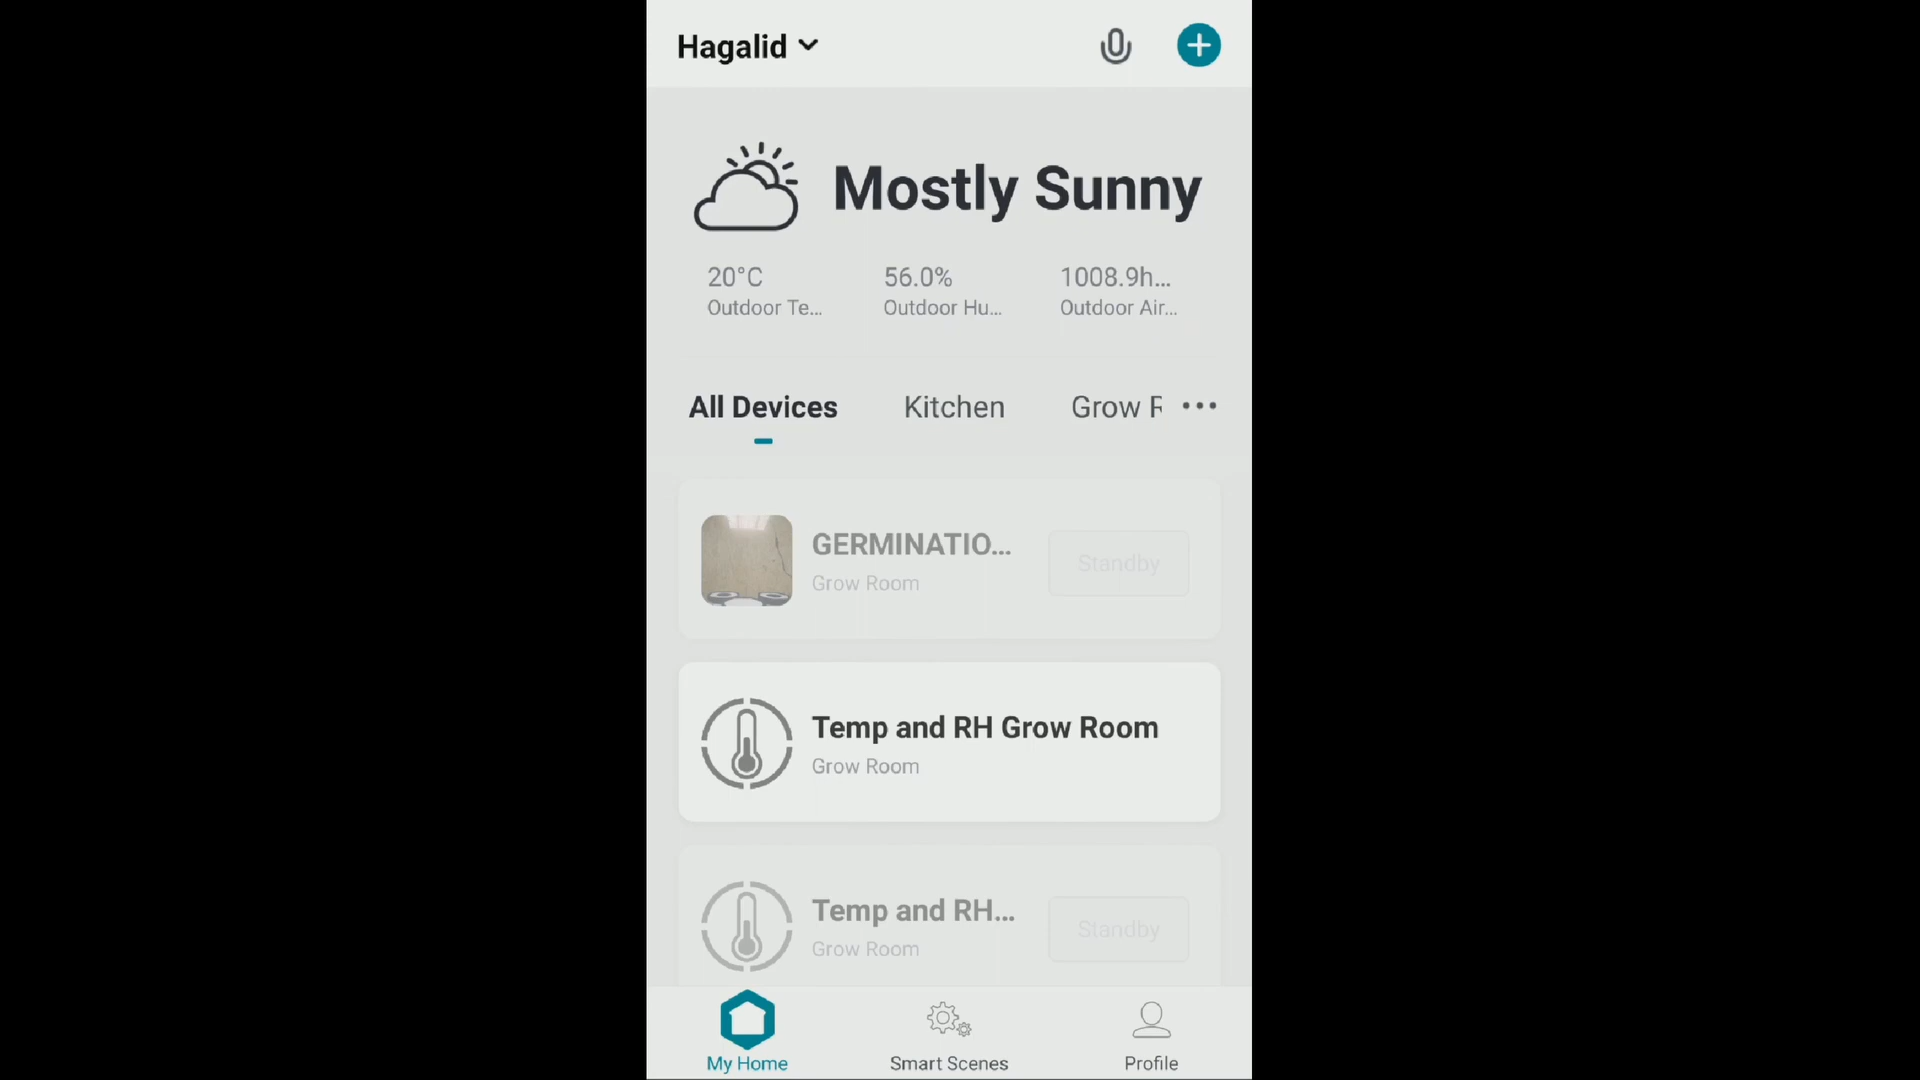 Hagalid
Mostly Sunny
20°C 56.0% 1008.9h...
Outdoor Te... Outdoor Hu... Outdoor Air...
All Devices Kitchen Grow R
GERMINATIO...
Grow Room
Standby
Temp and RH Grow Room
Grow Room
Temp and RH...
Grow Room
Standby
My Home Smart Scenes Profile